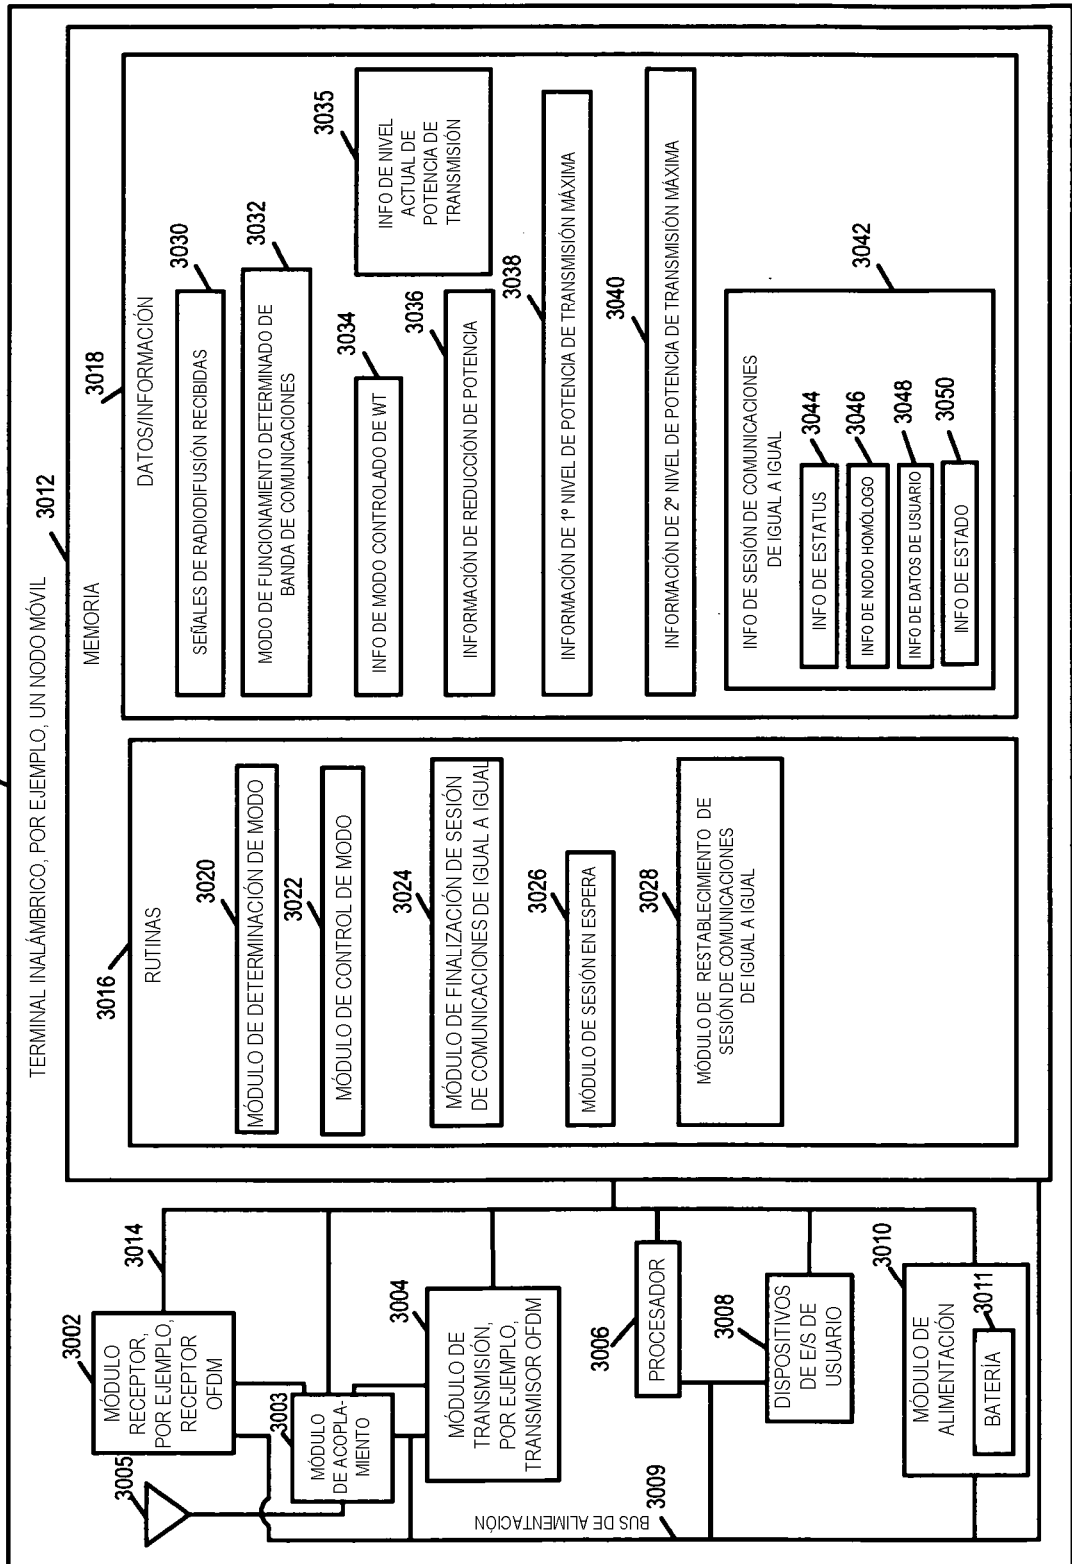 TERMINAL INALÁMBRICO, POR EJEMPLO, UN NODO MÓVIL
3002
MÓDULO
RECEPTOR,
POR EJEMPLO,
RECEPTOR
OFDM
3014
3005
3003
MÓDULO
DE ACOPLA-
MIENTO
3004
MÓDULO DE
TRANSMISIÓN,
POR EJEMPLO,
TRANSMISOR OFDM
3006
PROCESADOR
3008
DISPOSITIVOS
DE E/S DE
USUARIO
3010
MÓDULO DE
ALIMENTACIÓN
3011
BATERÍA
BUS DE ALIMENTACIÓN
3009
3012
MEMORIA
3016
RUTINAS
3020
MÓDULO DE DETERMINACIÓN DE MODO
3022
MÓDULO DE CONTROL DE MODO
3024
MÓDULO DE FINALIZACIÓN DE SESIÓN
DE COMUNICACIONES DE IGUAL A IGUAL
3026
MÓDULO DE SESIÓN EN ESPERA
3028
MÓDULO DE RESTABLECIMIENTO DE
SESIÓN DE COMUNICACIONES
DE IGUAL A IGUAL
3018
DATOS/INFORMACIÓN
3030
SEÑALES DE RADIODIFUSIÓN RECIBIDAS
3032
MODO DE FUNCIONAMIENTO DETERMINADO DE
BANDA DE COMUNICACIONES
3034
INFO DE MODO CONTROLADO DE WT
3035
INFO DE NIVEL
ACTUAL DE
POTENCIA DE
TRANSMISIÓN
3036
INFORMACIÓN DE REDUCCIÓN DE POTENCIA
3038
INFORMACIÓN DE 1º NIVEL DE POTENCIA DE TRANSMISIÓN MÁXIMA
3040
INFORMACIÓN DE 2º NIVEL DE POTENCIA DE TRANSMISIÓN MÁXIMA
3042
INFO DE SESIÓN DE COMUNICACIONES
DE IGUAL A IGUAL
3044
INFO DE ESTATUS
3046
INFO DE NODO HOMÓLOGO
3048
INFO DE DATOS DE USUARIO
3050
INFO DE ESTADO